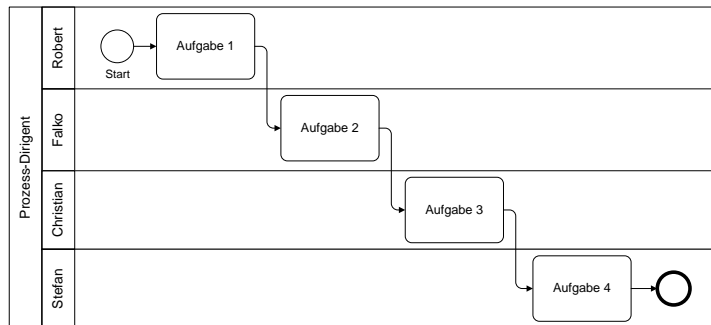 Prozess-Dirigent
Robert
Start
Aufgabe 1
Falko
Aufgabe 2
Christian
Aufgabe 3
Stefan
Aufgabe 4